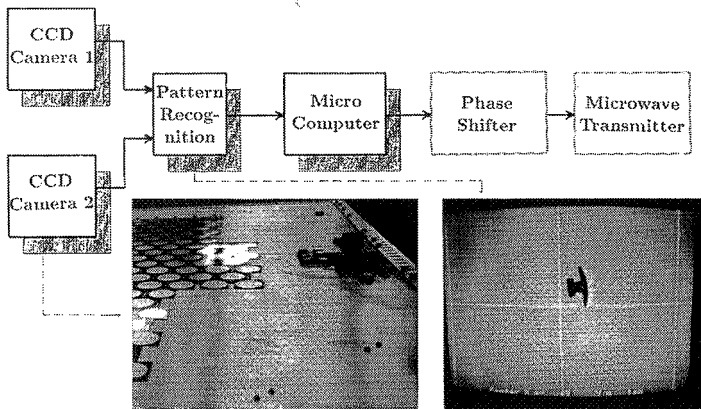 CCD
Camera 1
Pattern
Recog-
nition
Micro
Computer
Phase
Shifter
Microwave
Transmitter
CCD
Camera 2